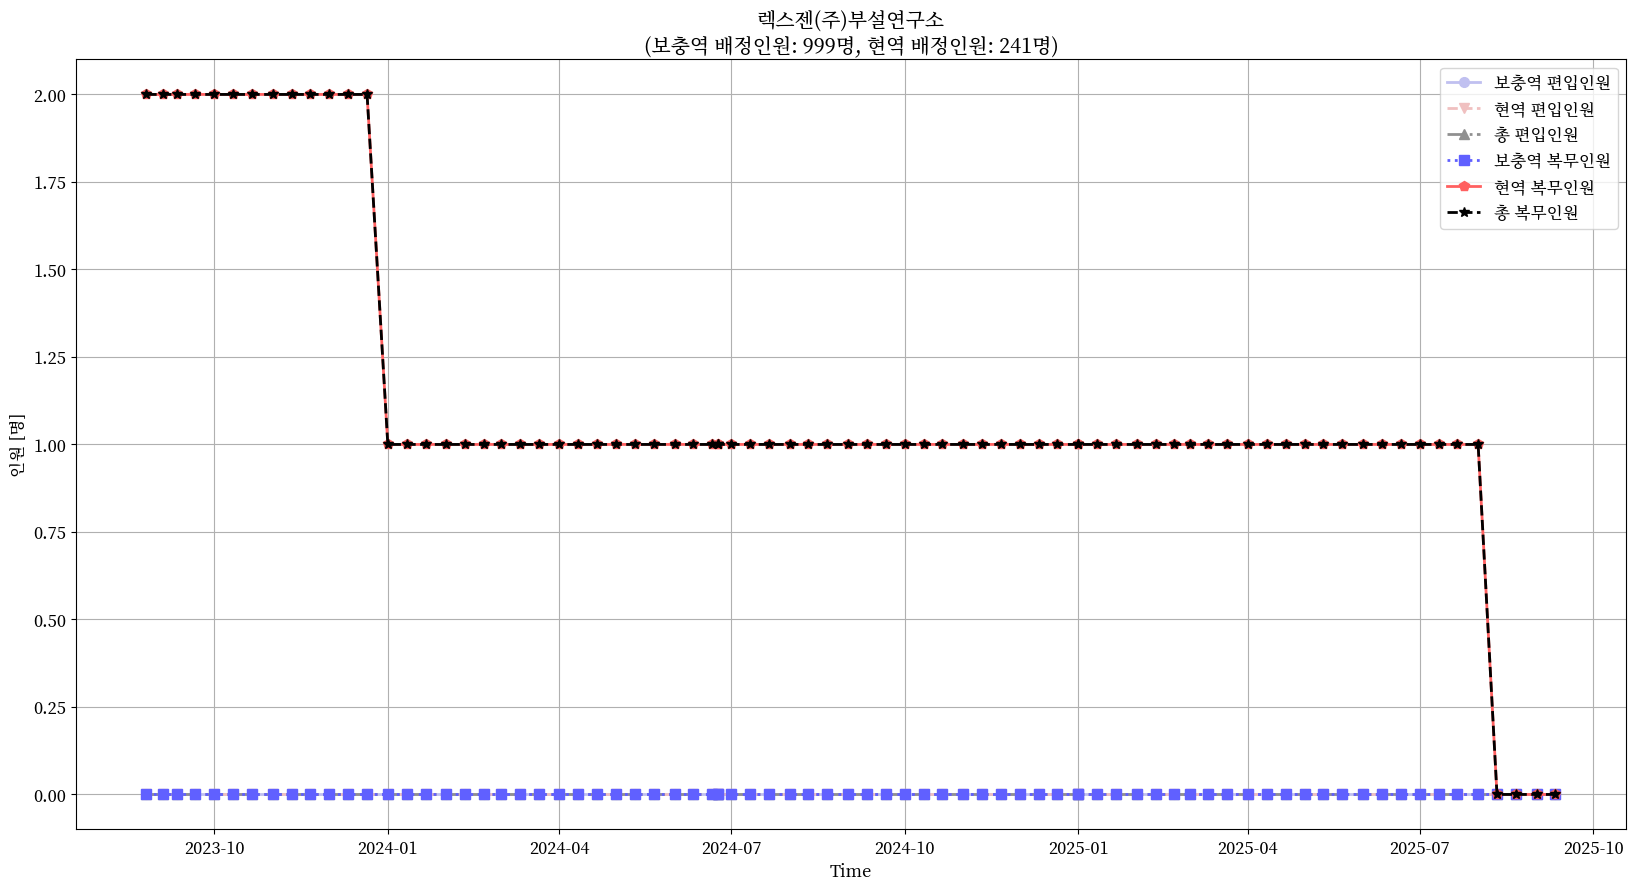 렉스젠(주)부설연구소
(보충역 배정인원: 999명, 현역 배정인원: 241명)
보충역 편입인원
현역 편입인원
총 편입인원
보충역 복무인원
현역 복무인원
총 복무인원
인원 [명]
2.00
1.75
1.50
1.25
1.00
0.75
0.50
0.25
0.00
2023-10
2024-01
2024-04
2024-07
2024-10
2025-01
2025-04
2025-07
2025-10
Time